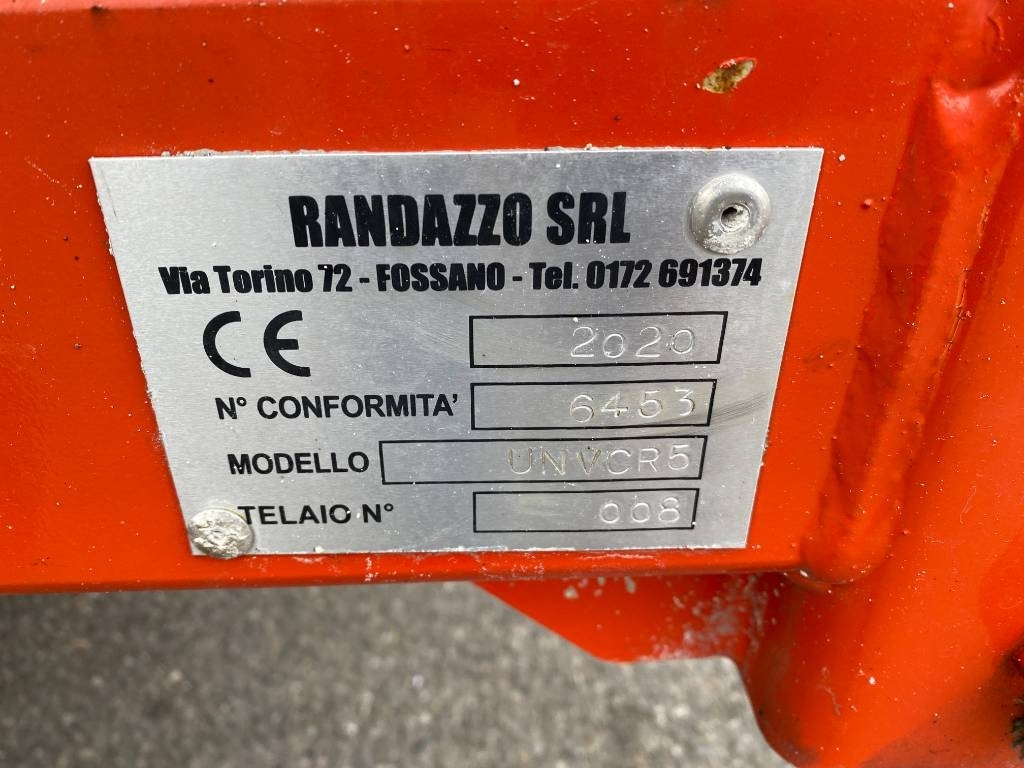 RANDAZZO SRL
Via Torino 72 - FOSSANO - Tel. 0172 691374
CE 2020
N° CONFORMITA' 6453
MODELLO UNVCR5
TELAIO N° 008